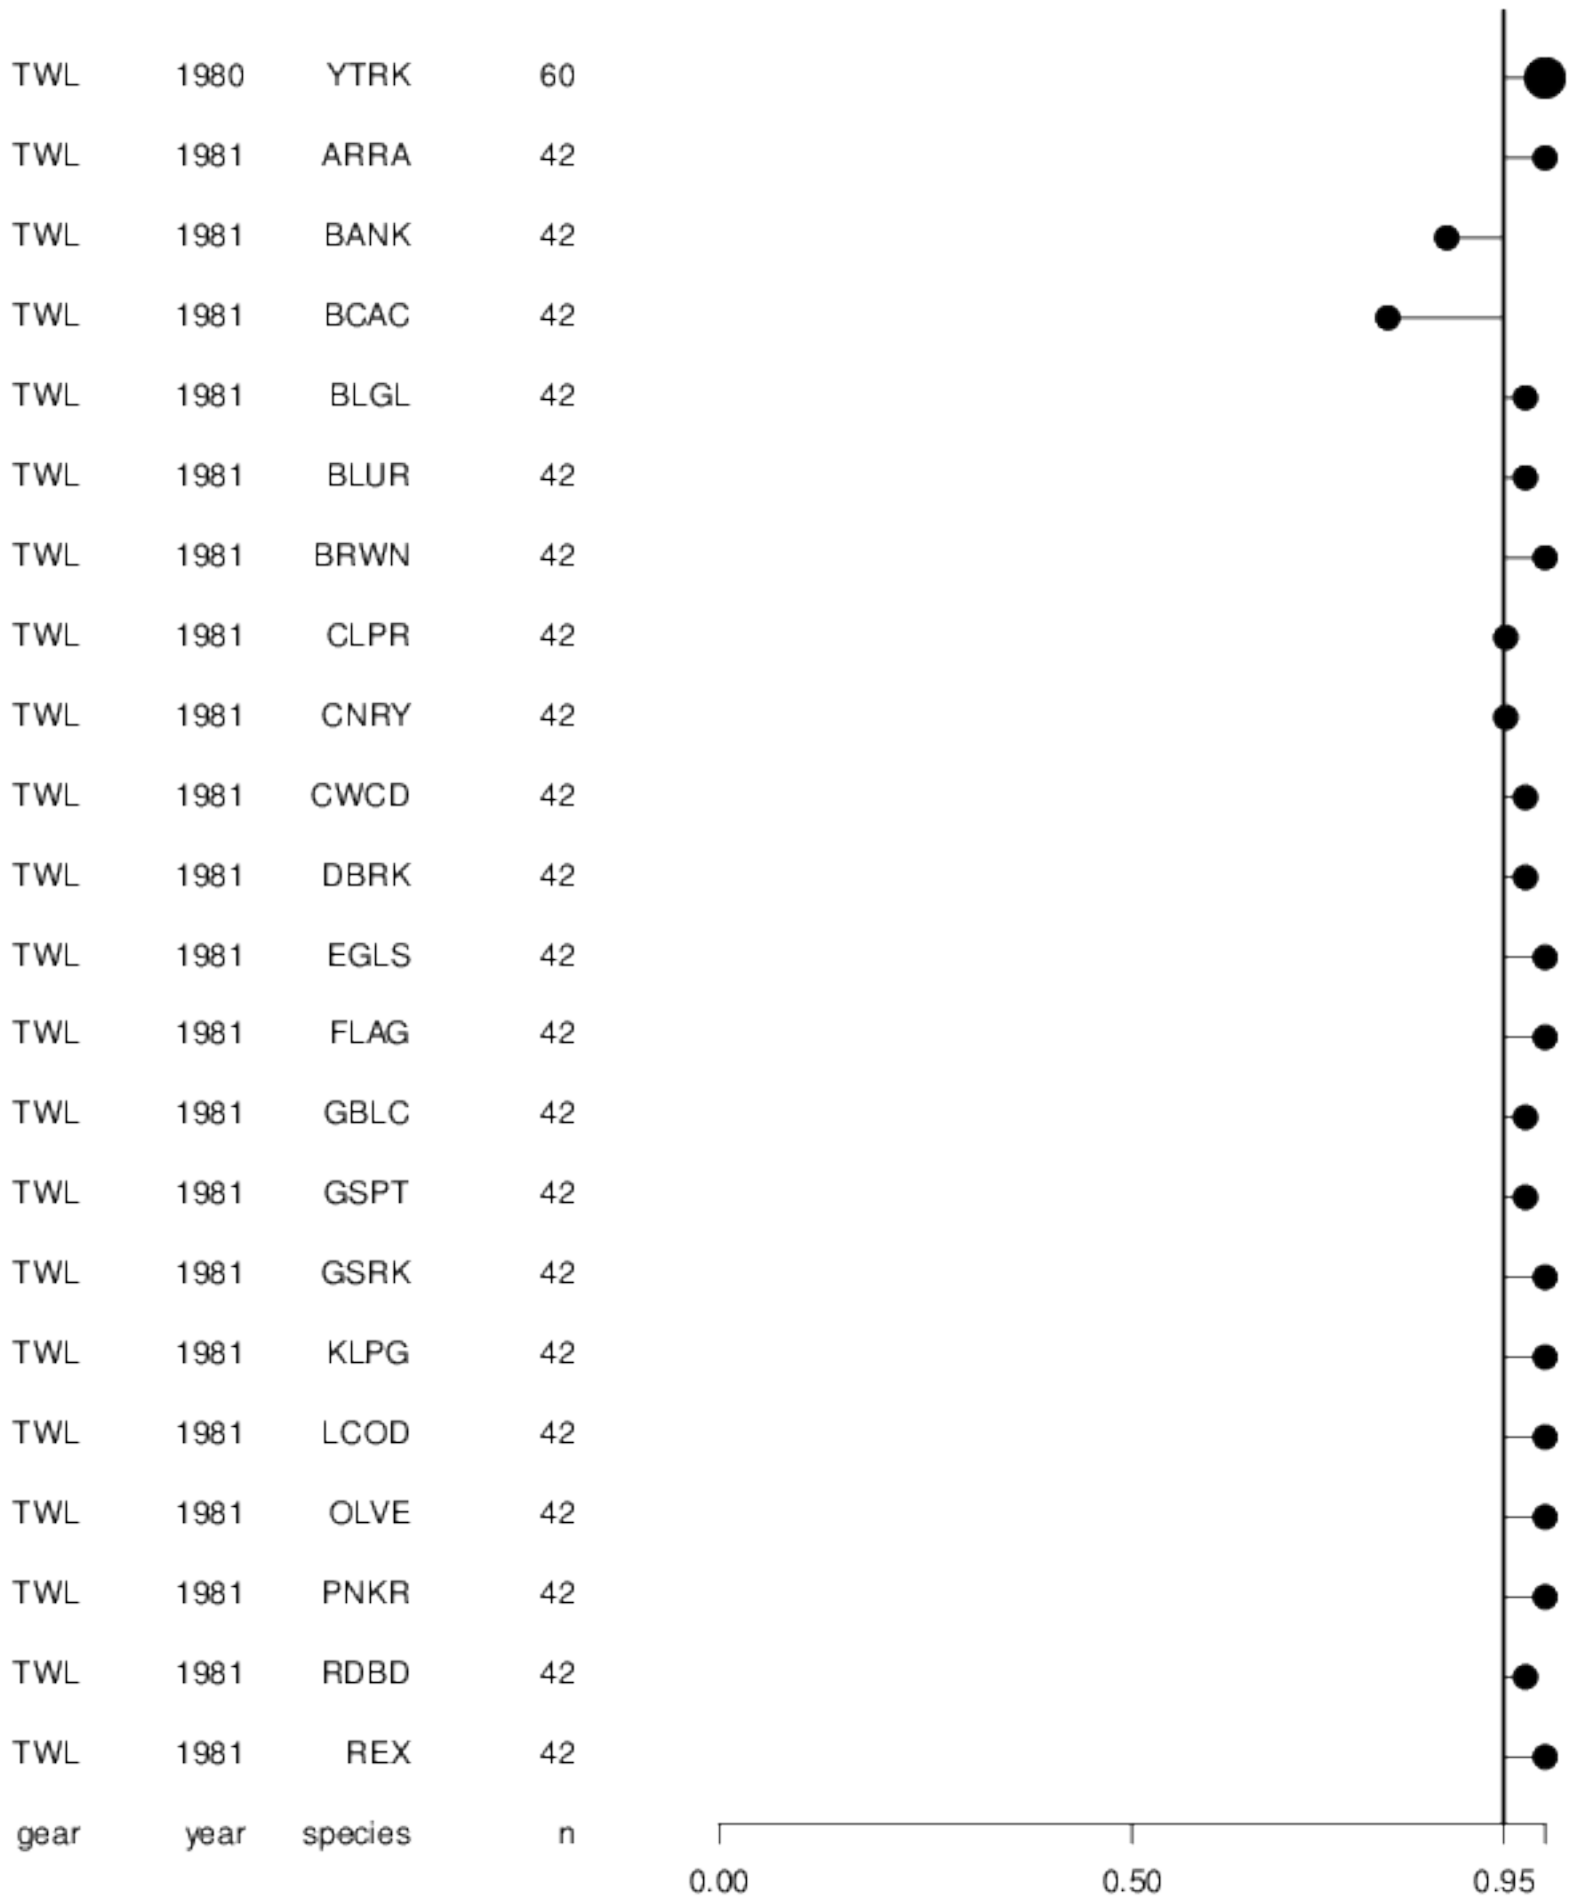 TWL 1980 YTRK 60
TWL 1981 ARRA 42
TWL 1981 BANK 42
TWL 1981 BCAC 42
TWL 1981 BLGL 42
TWL 1981 BLUR 42
TWL 1981 BRWN 42
TWL 1981 CLPR 42
TWL 1981 CNRY 42
TWL 1981 CWCD 42
TWL 1981 DBRK 42
TWL 1981 EGLS 42
TWL 1981 FLAG 42
TWL 1981 GBLC 42
TWL 1981 GSPT 42
TWL 1981 GSRK 42
TWL 1981 KLPG 42
TWL 1981 LCOD 42
TWL 1981 OLVE 42
TWL 1981 PNKR 42
TWL 1981 RDBD 42
TWL 1981 REX 42
gear year species n
0.00 0.50 0.95